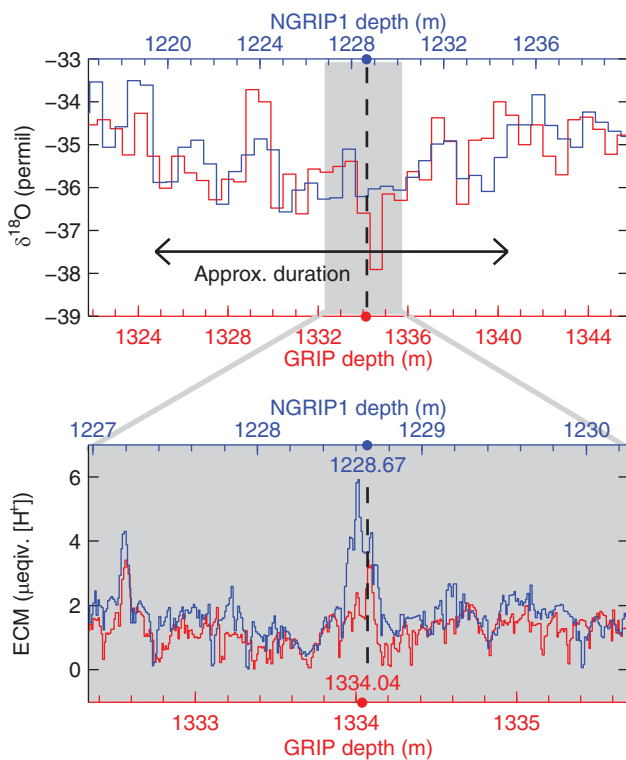 NGRIP1 depth (m)
1220 1224 1228 1232 1236
−33
−34
−35
−36
−37
−38
−39
δ18O (permil)
Approx. duration
1324 1328 1332 1336 1340 1344
GRIP depth (m)
NGRIP1 depth (m)
1227 1228 1229 1230
1228.67
6
4
2
0
ECM (μeqiv. [H+])
1334.04
1333 1334 1335
GRIP depth (m)